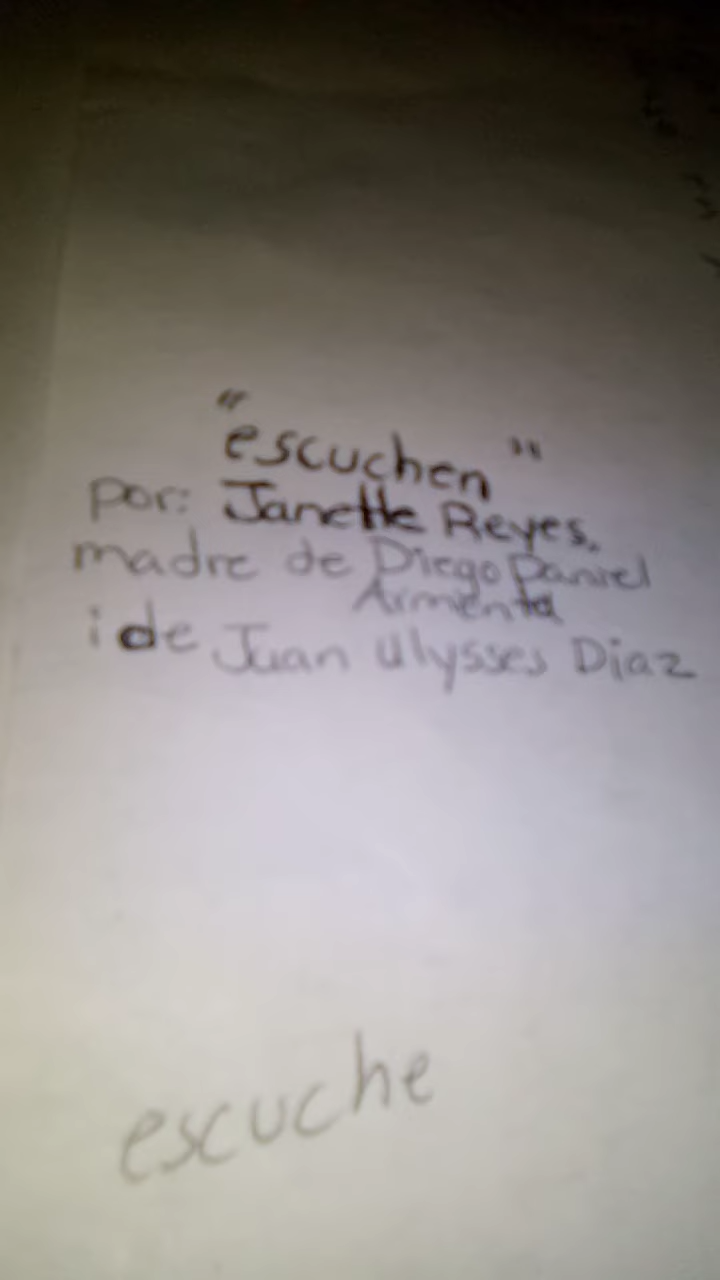 "escuchen"
por: Janette Reyes.
madre de Diego Daniel
Armenta
i de Juan Ulysses Diaz
escuche